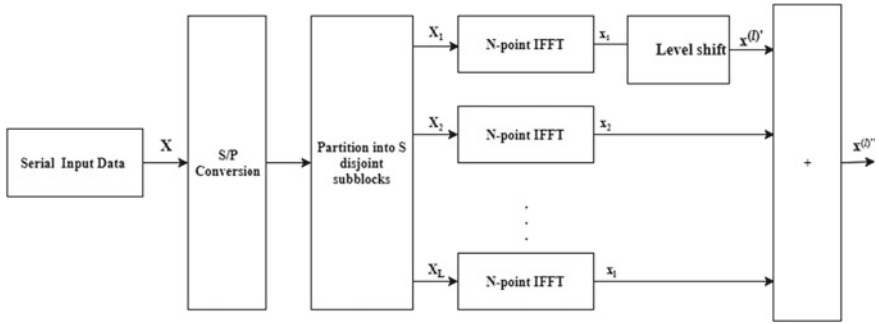 Serial Input Data
X
S/P
Conversion
Partition into S
disjoint
subblocks
X₁
N-point IFFT
x₁
Level shift
x⁽ˡ⁾'
X₂
N-point IFFT
x₂
. . .
X_L
N-point IFFT
x₁
+
x⁽ˡ⁾''